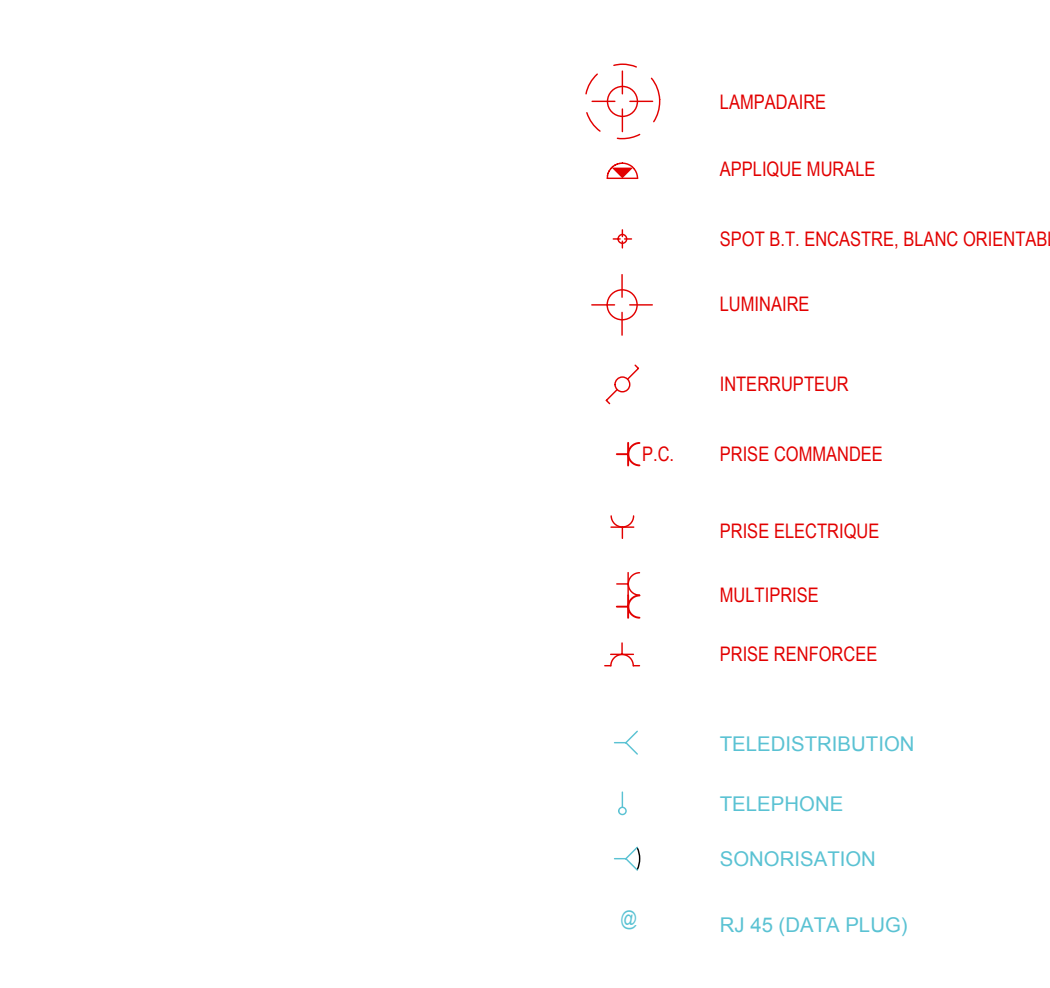 LAMPADAIRE
APPLIQUE MURALE
SPOT B.T. ENCASTRE, BLANC
LUMINAIRE
INTERRUPTEUR
P.C. PRISE COMMANDEE
PRISE ELECTRIQUE
MULTIPRISE
PRISE RENFORCEE
TELEDISTRIBUTION
TELEPHONE
SONORISATION
@ RJ 45 (DATA PLUG)